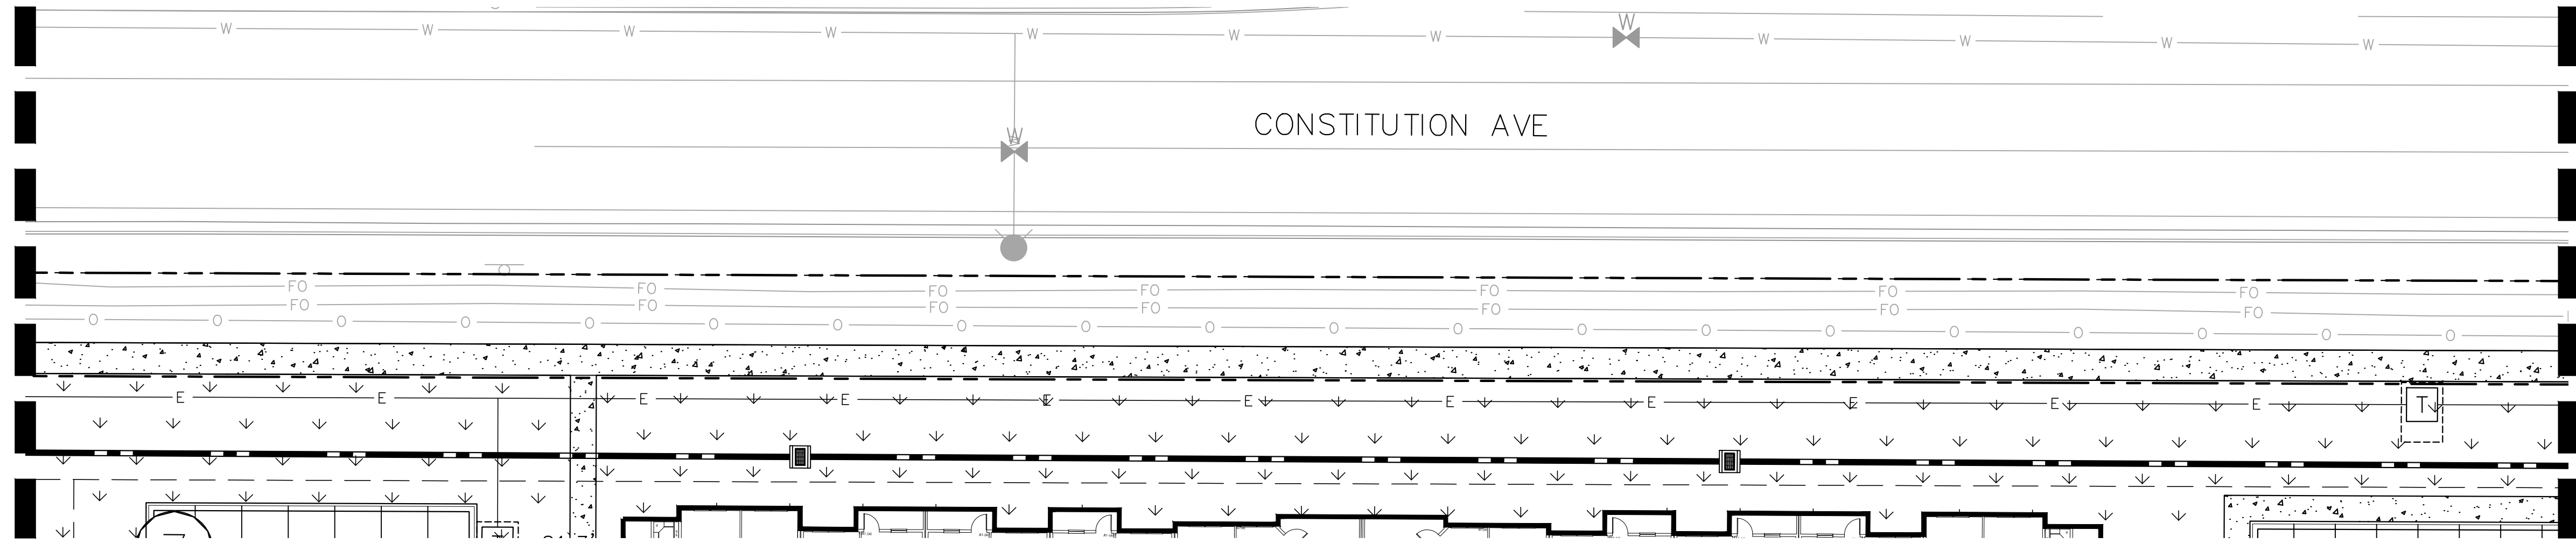 W W W W W W W W W W W W
W
CONSTITUTION AVE
FO FO FO FO FO FO FO
FO FO FO FO FO FO FO
O O O O O O O O O O O O O O O O O O O O
E E E E E E E E E E E
T